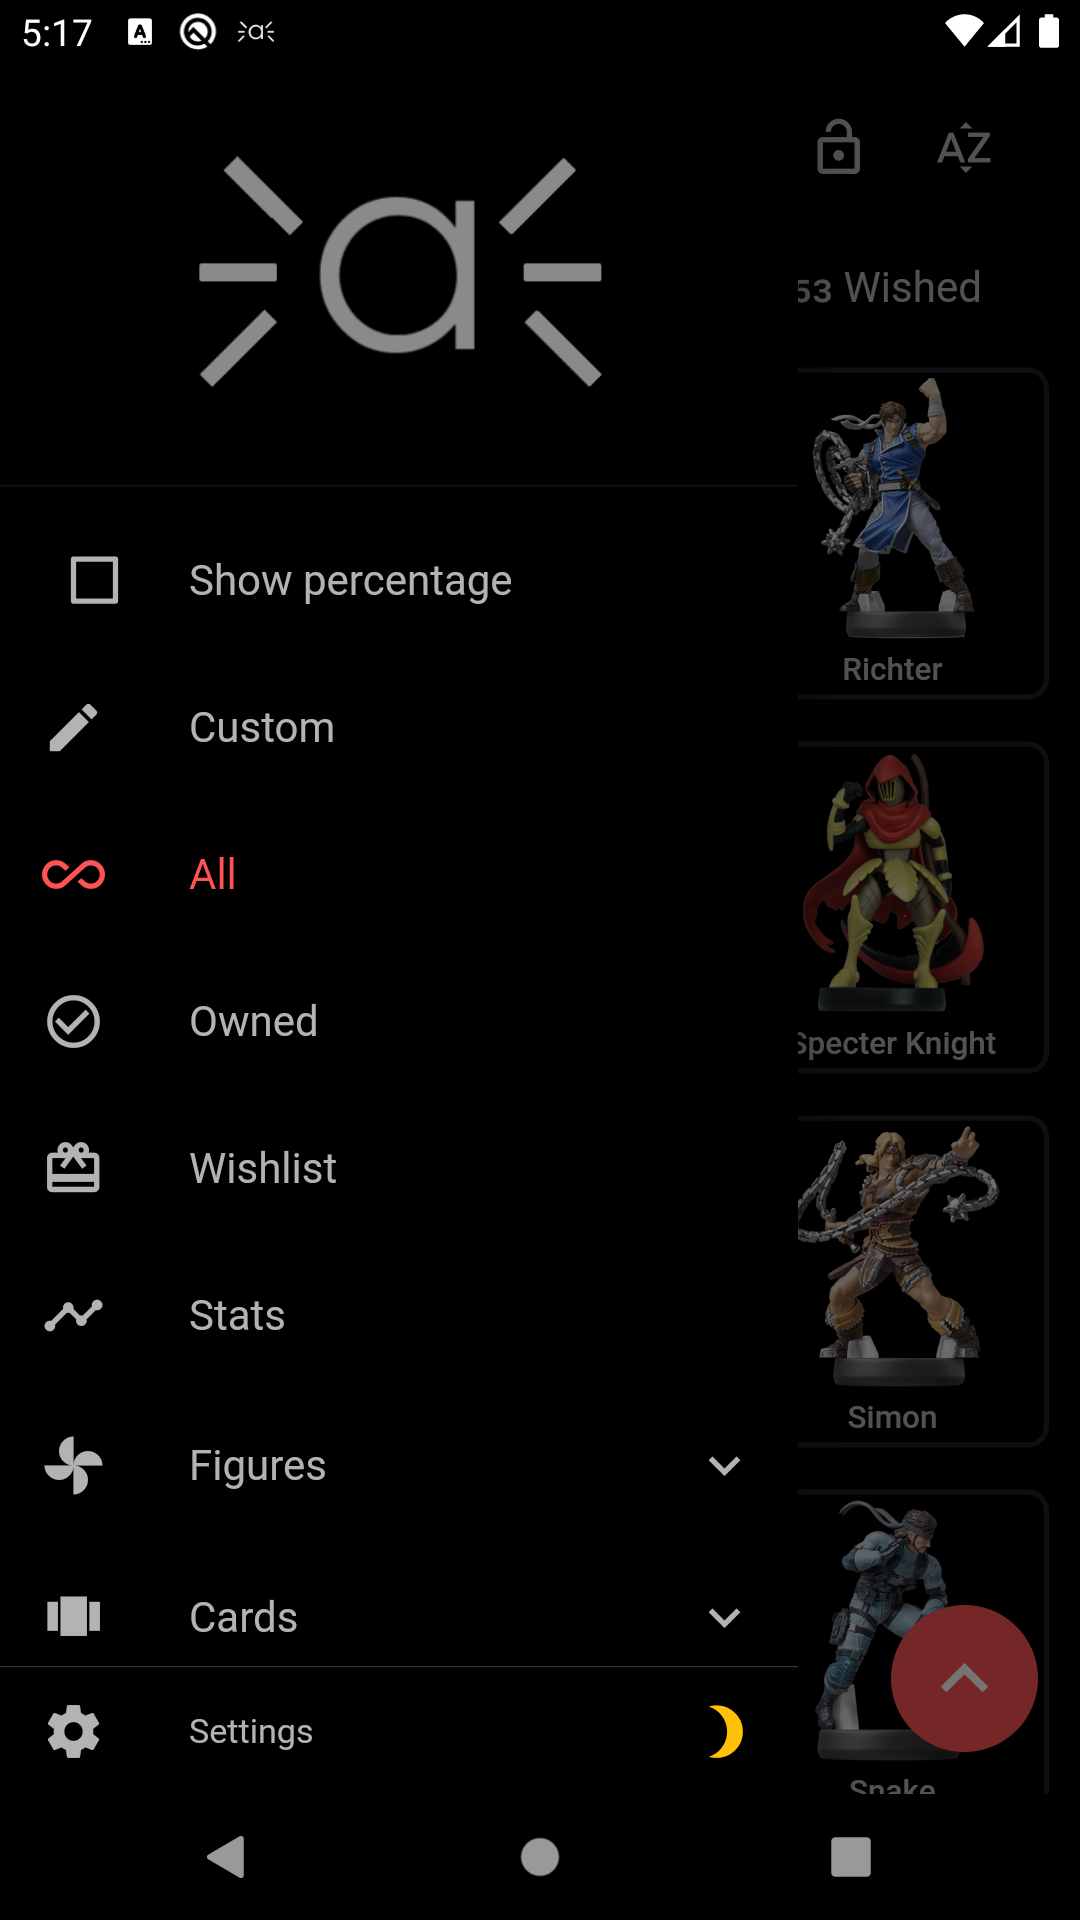 5:17
a
AZ
53 Wished
Richter
Show percentage
Custom
All
Owned
Specter Knight
Wishlist
Stats
Simon
Figures
Cards
Settings
Snake